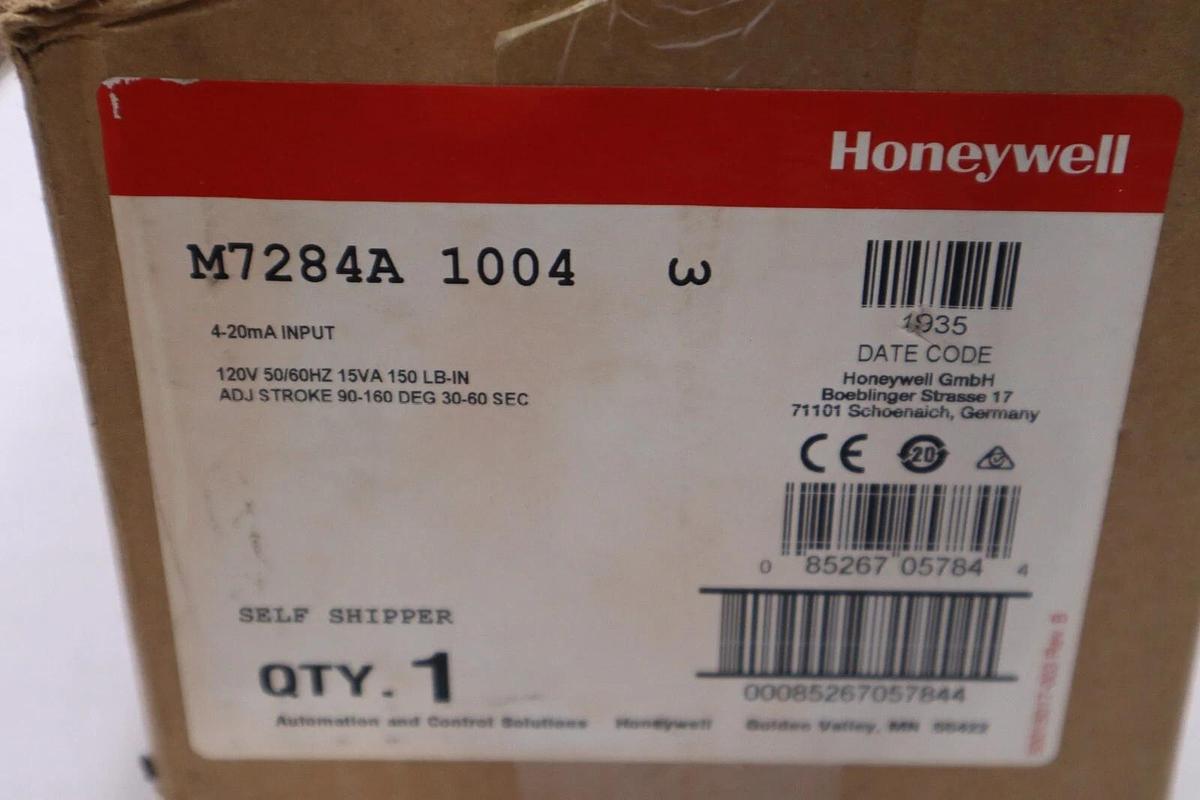 Honeywell
M7284A 1004 3
4-20mA INPUT
120V 50/60HZ 15VA 150 LB-IN
ADJ STROKE 90-160 DEG 30-60 SEC
1935
DATE CODE
Honeywell GmbH
Boeblinger Strasse 17
71101 Schoenaich, Germany
CE 20
0 85267 05784 4
SELF SHIPPER
QTY. 1
00085267057844
Automation and Control Solutions Honeywell Golden Valley, MN 55422